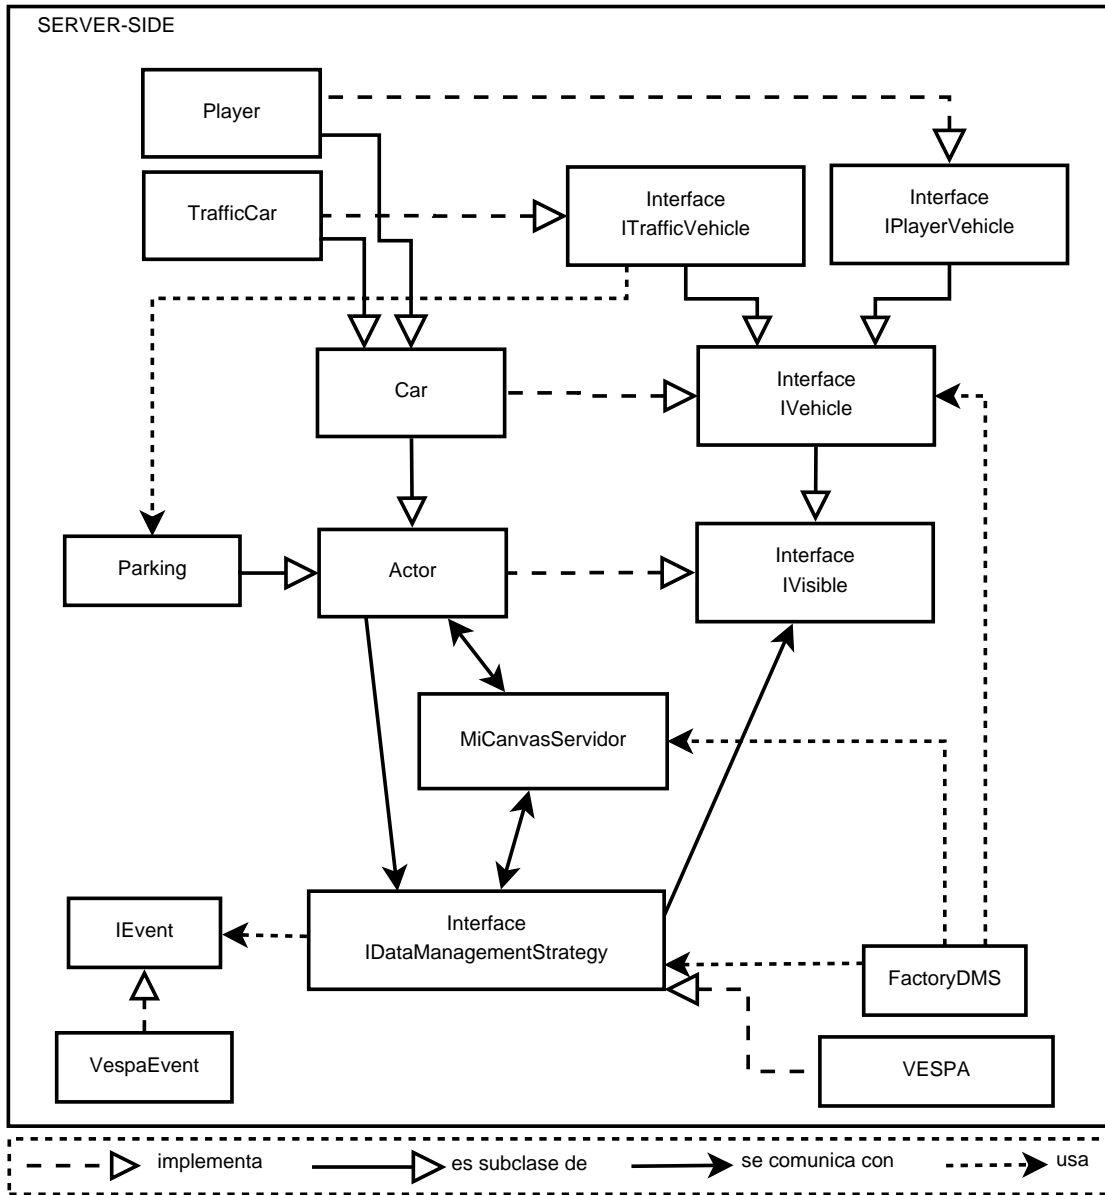 SERVER-SIDE
Player
TrafficCar
Interface
ITrafficVehicle
Interface
IPlayerVehicle
Car
Interface
IVehicle
Parking
Actor
Interface
IVisible
MiCanvasServidor
IEvent
Interface
IDataManagementStrategy
FactoryDMS
VespaEvent
VESPA
implementa
es subclase de
se comunica con
usa